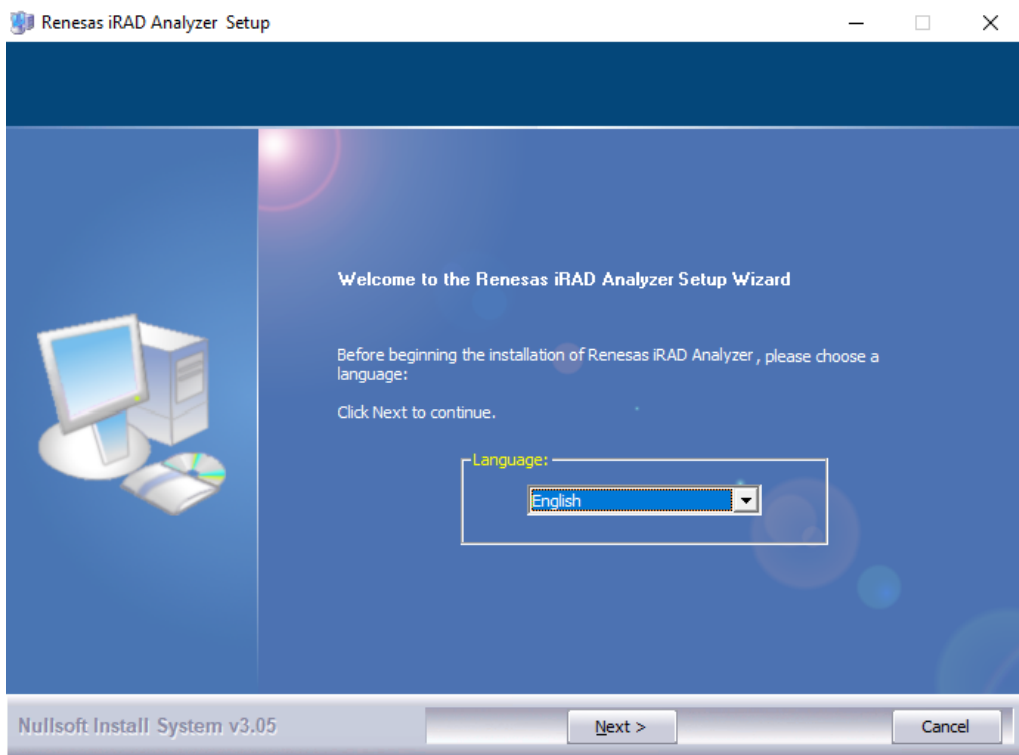 Renesas iRAD Analyzer Setup
Welcome to the Renesas iRAD Analyzer Setup Wizard
Before beginning the installation of Renesas iRAD Analyzer , please choose a
language:
Click Next to continue.
Language:
English
Nullsoft Install System v3.05
Next >
Cancel